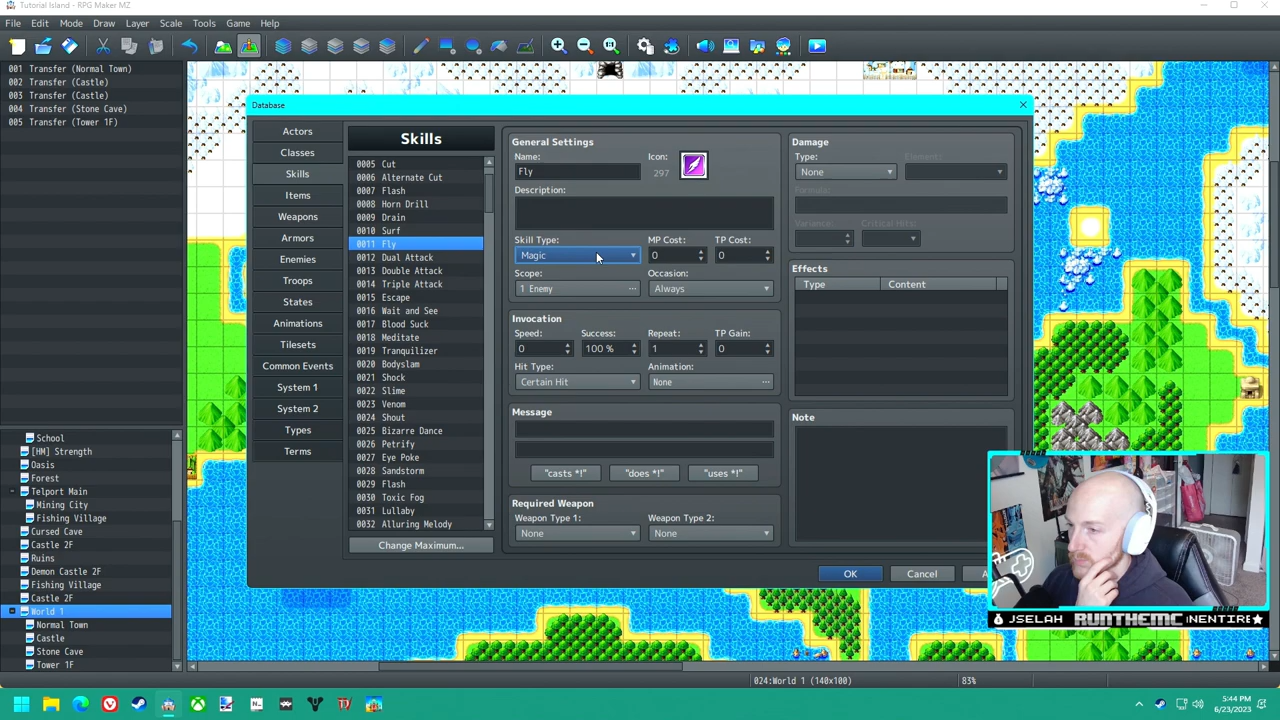 Tutorial Island - RPG Maker MZ
File Edit Mode Draw Layer Scale Tools Game Help
001 Transfer (Normal Town)
002 Transfer (Castle)
003 Transfer (Castle)
004 Transfer (Stone Cave)
005 Transfer (Tower 1F)
School
[HM] Strength
Oasis
Forest
Telport Main
Mining City
Fishing Village
Cursed Cave
Castle 2F
Ruins
Demon Castle 2F
Fishing Village
Castle 2F
World 1
Normal Town
Castle
Stone Cave
Tower 1F
Database
Actors
Classes
Skills
Items
Weapons
Armors
Enemies
Troops
States
Animations
Tilesets
Common Events
System 1
System 2
Types
Terms
Skills
0005 Cut
0006 Alternate Cut
0007 Flash
0008 Horn Drill
0009 Drain
0010 Surf
0011 Fly
0012 Dual Attack
0013 Double Attack
0014 Triple Attack
0015 Escape
0016 Wait and See
0017 Blood Suck
0018 Meditate
0019 Tranquilizer
0020 Bodyslam
0021 Shock
0022 Slime
0023 Venom
0024 Shout
0025 Bizarre Dance
0026 Petrify
0027 Eye Poke
0028 Sandstorm
0029 Flash
0030 Toxic Fog
0031 Lullaby
0032 Alluring Melody
Change Maximum...
General Settings
Name: Icon:
Fly 297
Description:
Skill Type: MP Cost: TP Cost:
Magic 0 0
Scope: Occasion:
1 Enemy ... Always
Invocation
Speed: Success: Repeat: TP Gain:
0 100 % 1 0
Hit Type: Animation:
Certain Hit None ...
Message
"casts *!" "does *!" "uses *!"
Required Weapon
Weapon Type 1: Weapon Type 2:
None None
Damage
Type: Element:
None
Formula:
Variance: Critical Hits:
Effects
Type Content
Note
OK Cancel A
JSELAH RUNTHEMC NENTIRE
024:World 1 (140x100) 83%
5:44 PM
6/23/2023